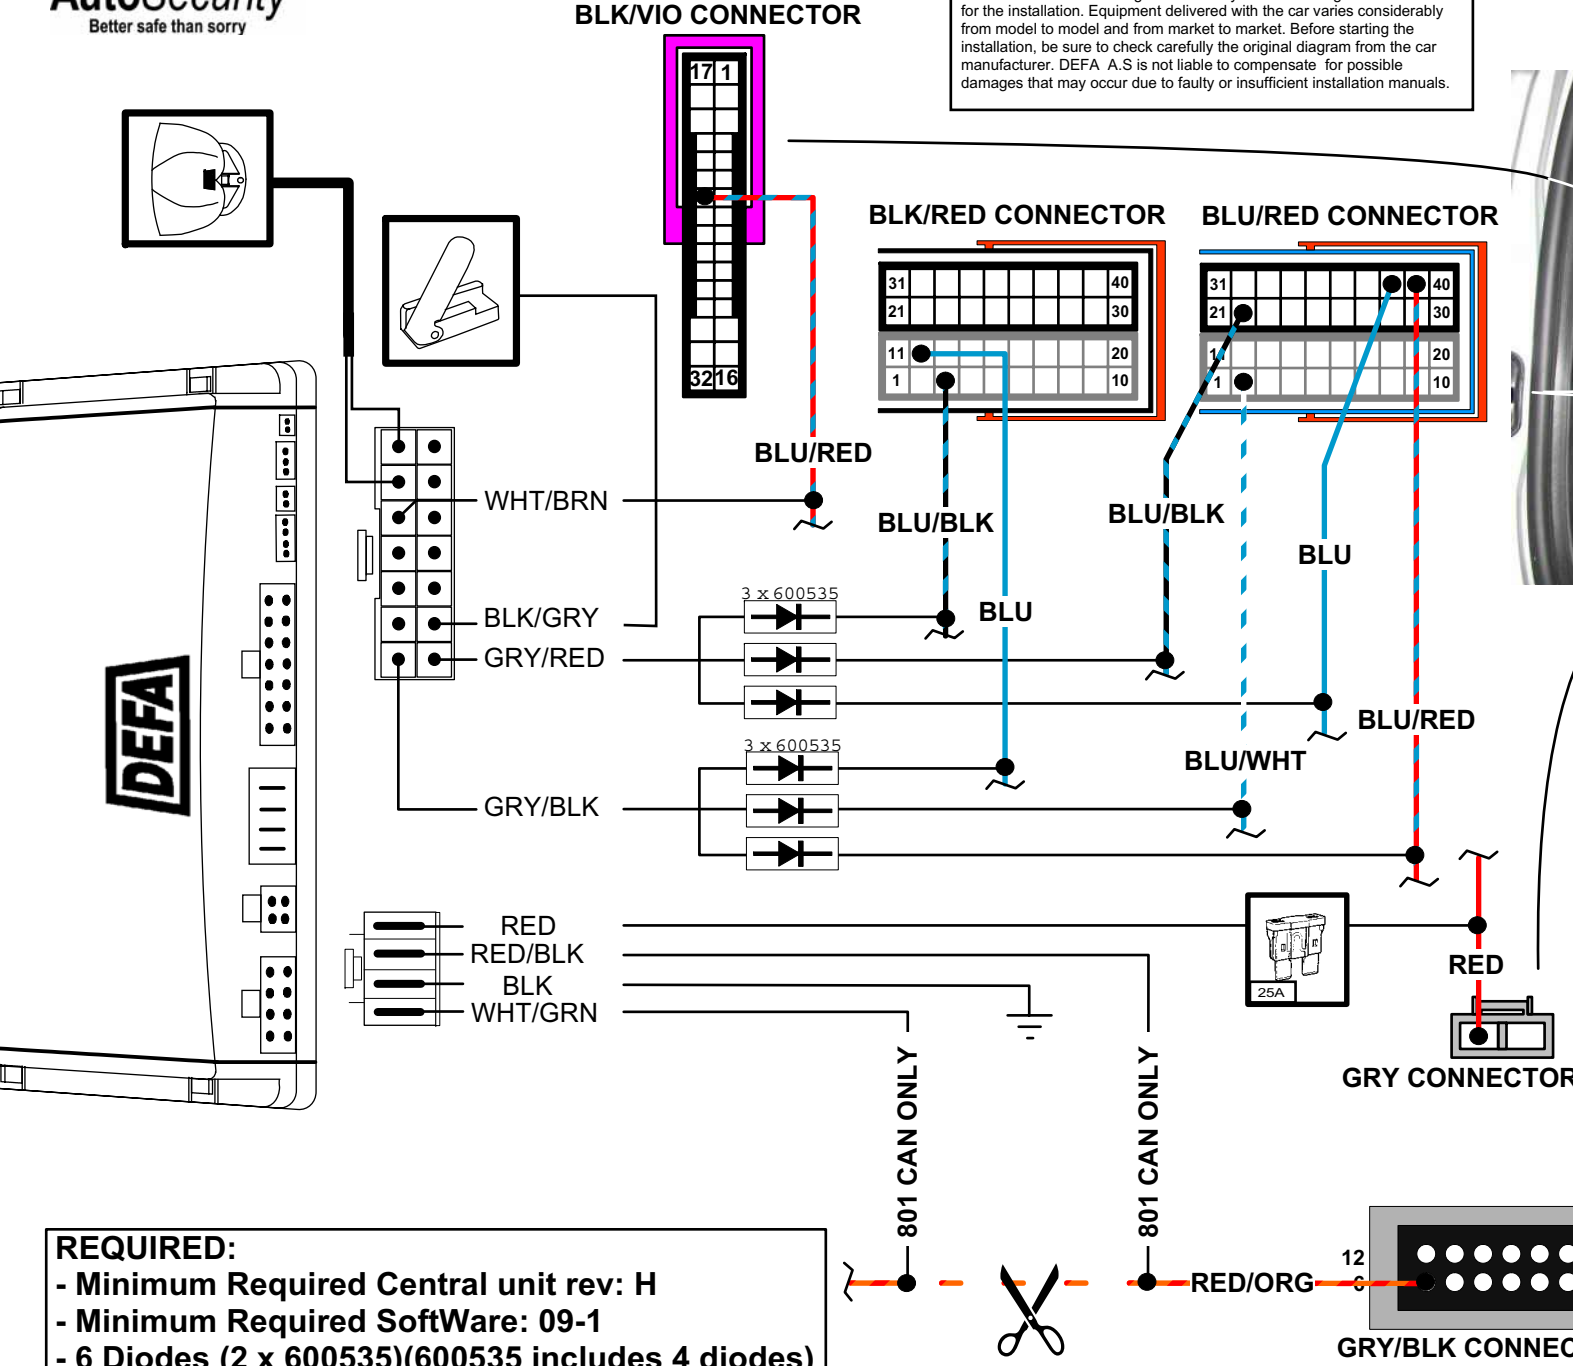 AutoSecurity
Better safe than sorry
BLK/VIO CONNECTOR
for the installation. Equipment delivered with the car varies considerably
from model to model and from market to market. Before starting the
installation, be sure to check carefully the original diagram from the car
manufacturer. DEFA A.S is not liable to compensate for possible
damages that may occur due to faulty or insufficient installation manuals.
17 1
32 16
BLK/RED CONNECTOR
31 40
21 30
11 20
1 10
BLU/RED CONNECTOR
31 40
21 30
11 20
1 10
BLU/RED
WHT/BRN
BLU/BLK
BLU/BLK
BLU
3 x 600535
BLU
BLK/GRY
GRY/RED
DEFA
BLU/RED
3 x 600535
BLU/WHT
GRY/BLK
RED
RED/BLK
BLK
WHT/GRN
25A
RED
GRY CONNECTOR
801 CAN ONLY
801 CAN ONLY
12
6
RED/ORG
GRY/BLK CONNEC
REQUIRED:
- Minimum Required Central unit rev: H
- Minimum Required SoftWare: 09-1
- 6 Diodes (2 x 600535)(600535 includes 4 diodes)